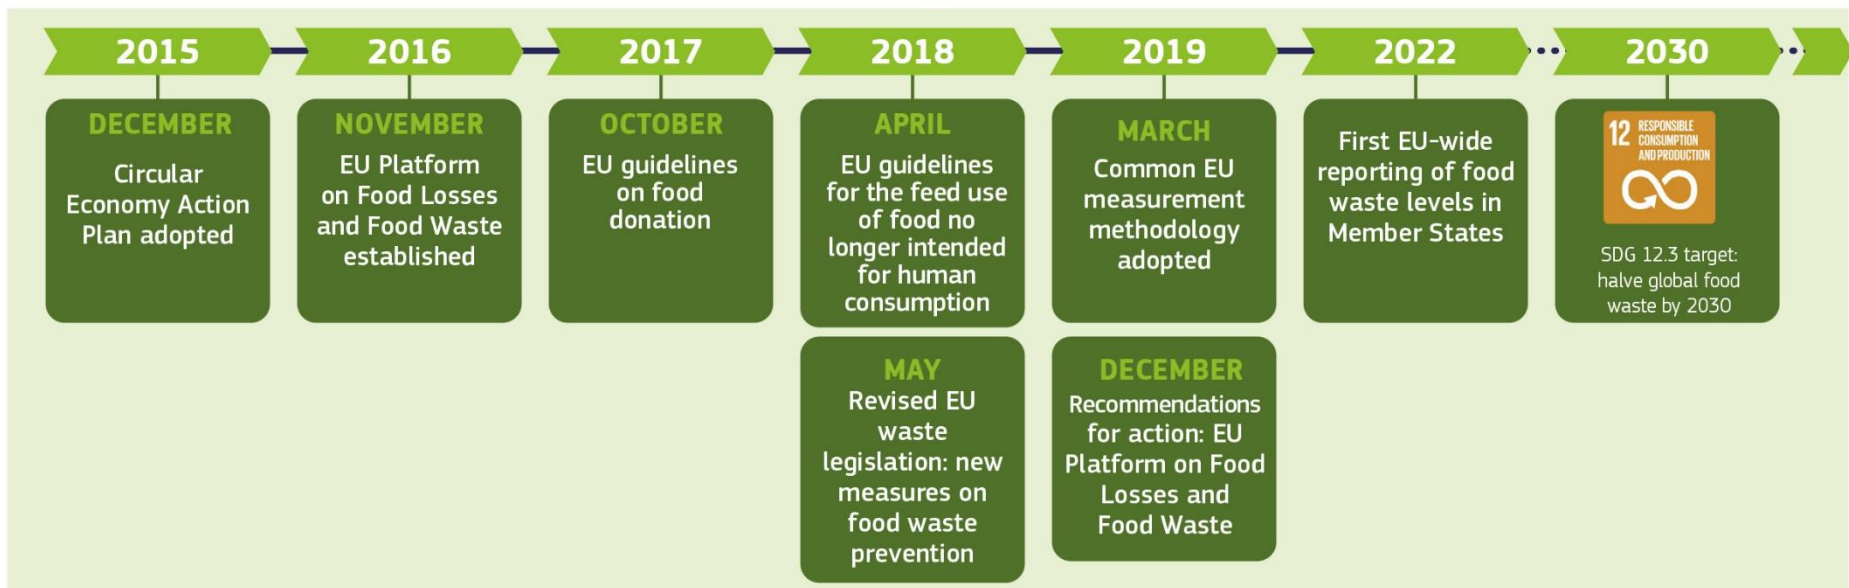 2015
2016
2017
2018
2019
2022
2030
DECEMBER
Circular
Economy Action
Plan adopted
NOVEMBER
EU Platform
on Food Losses
and Food Waste
established
OCTOBER
EU guidelines
on food
donation
APRIL
EU guidelines
for the feed use
of food no
longer intended
for human
consumption
MAY
Revised EU
waste
legislation: new
measures on
food waste
prevention
MARCH
Common EU
measurement
methodology
adopted
DECEMBER
Recommendations
for action: EU
Platform on Food
Losses and
Food Waste
First EU-wide
reporting of food
waste levels in
Member States
12 RESPONSIBLE
CONSUMPTION
AND PRODUCTION
SDG 12.3 target:
halve global food
waste by 2030